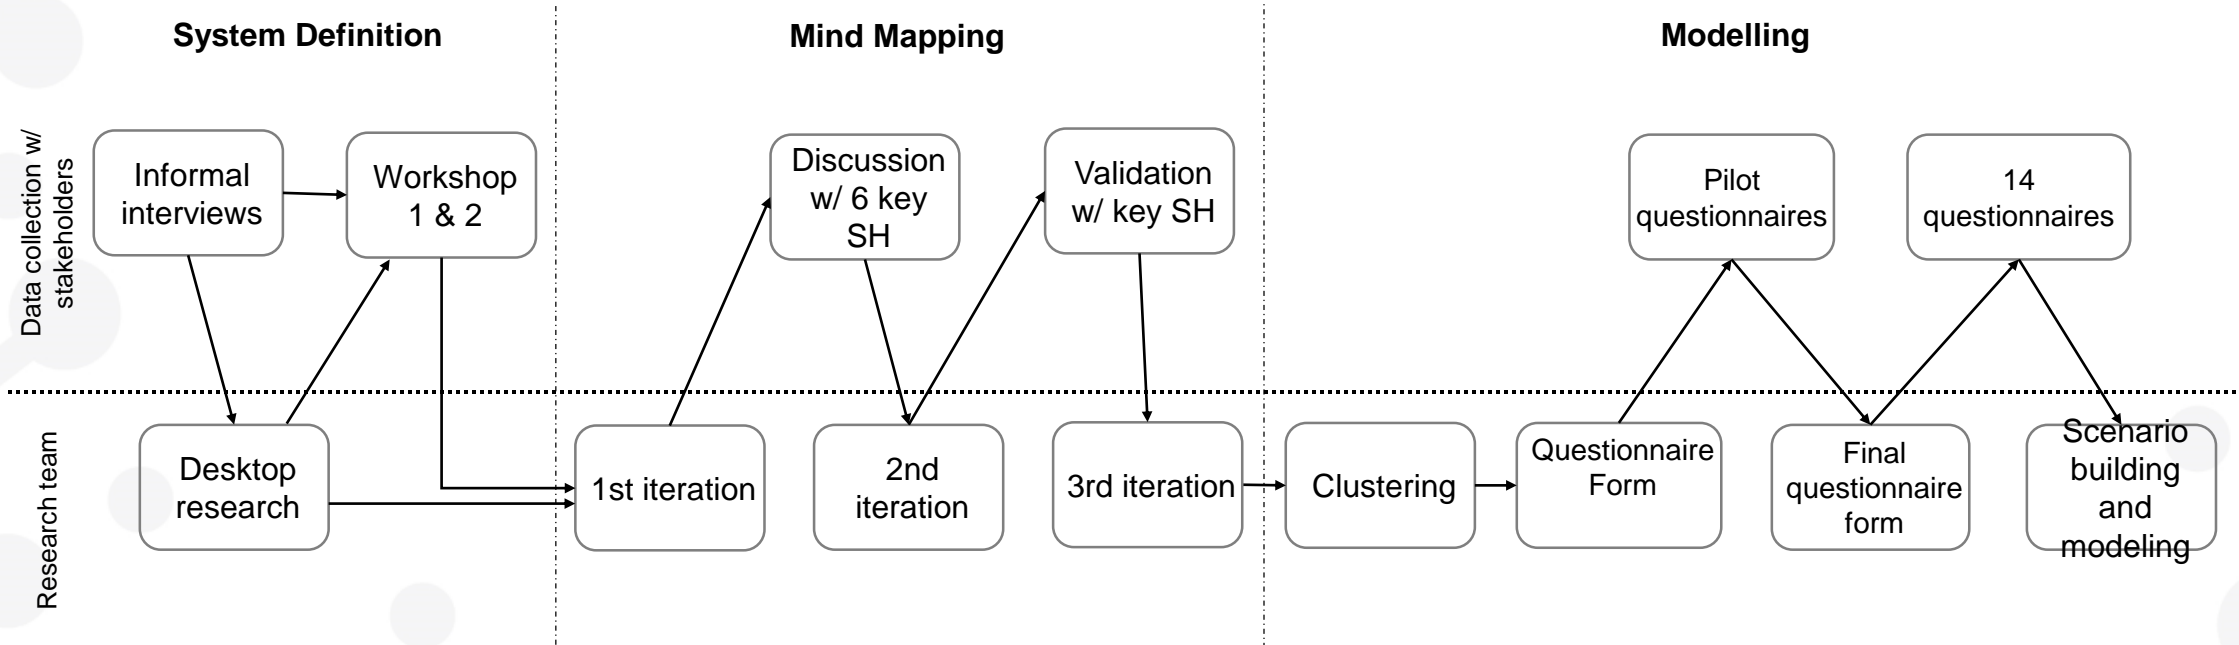 System Definition
Mind Mapping
Modelling
Data collection w/
stakeholders
Informal
interviews
Workshop
1 & 2
Discussion
w/ 6 key
SH
Validation
w/ key SH
Pilot
questionnaires
14
questionnaires
Research team
Desktop
research
1st iteration
2nd
iteration
3rd iteration
Clustering
Questionnaire
Form
Final
questionnaire
form
Scenario
building
and
modeling